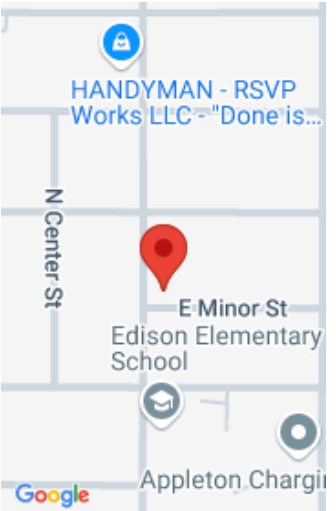 HANDYMAN - RSVP
Works LLC - "Done is...
N Center St
E Minor St
Edison Elementary
School
Appleton Chargi
Google